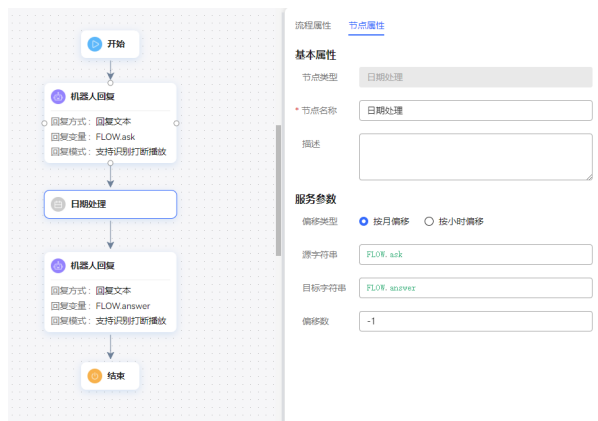 开始
机器人回复
回复方式： 回复文本
回复变量： FLOW.ask
回复模式： 支持识别打断播放
日期处理
机器人回复
回复方式： 回复文本
回复变量： FLOW.answer
回复模式： 支持识别打断播放
结束
流程属性 节点属性
基本属性
节点类型 日期处理
* 节点名称 日期处理
描述
服务参数
偏移类型 按月偏移 按小时偏移
源字符串 FLOW.ask
目标字符串 FLOW.answer
偏移数 -1